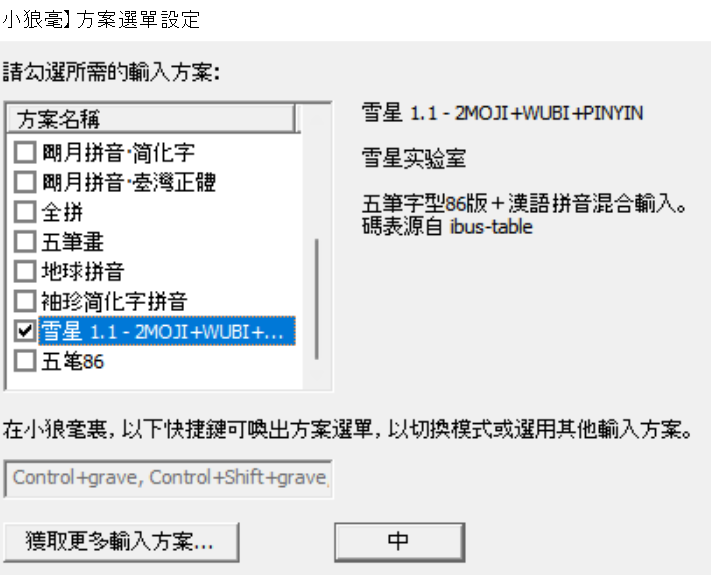 小狼毫】方案選單設定
請勾選所需的輸入方案:
方案名稱
朙月拼音·简化字
朙月拼音·臺灣正體
全拼
五筆畫
地球拼音
袖珍简化字拼音
雪星 1.1 - 2MOJI+WUBI+...
五笔86
雪星 1.1 - 2MOJI+WUBI+PINYIN
雪星实验室
五筆字型86版+漢語拼音混合輸入。
碼表源自 ibus-table
在小狼毫裏, 以下快捷鍵可喚出方案選單, 以切換模式或選用其他輸入方案。
Control+grave, Control+Shift+grave,
獲取更多輸入方案...
中